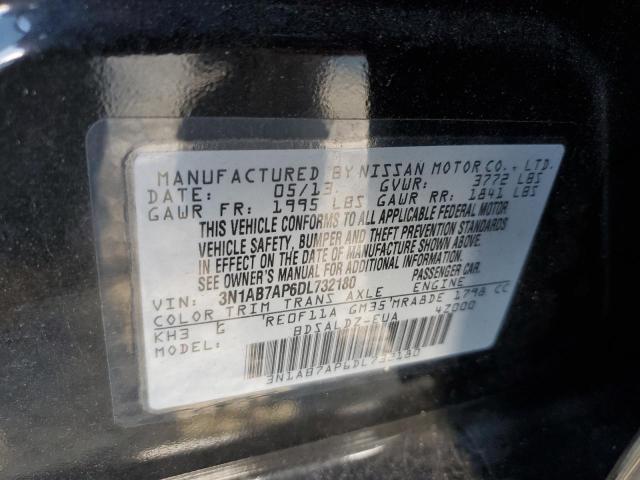 MANUFACTURED BY NISSAN MOTOR CO., LTD.
DATE: 05/13 GVWR: 3772 LBS
GAWR FR: 1995 LBS GAWR RR: 1841 LBS
THIS VEHICLE CONFORMS TO ALL APPLICABLE FEDERAL MOTOR
VEHICLE SAFETY, BUMPER AND THEFT PREVENTION STANDARDS
IN EFFECT ON THE DATE OF MANUFACTURE SHOWN ABOVE.
SEE OWNER'S MANUAL FOR ADDITIONAL INFORMATION.
VIN: 3N1AB7AP6DL732180 PASSENGER CAR
COLOR TRIM TRANS AXLE ENGINE
KH3 G RE0F11A GM35 MRA8DE 1798 CC
MODEL: BDSALDZ-EUA 42000
3N1AB7AP6DL732180